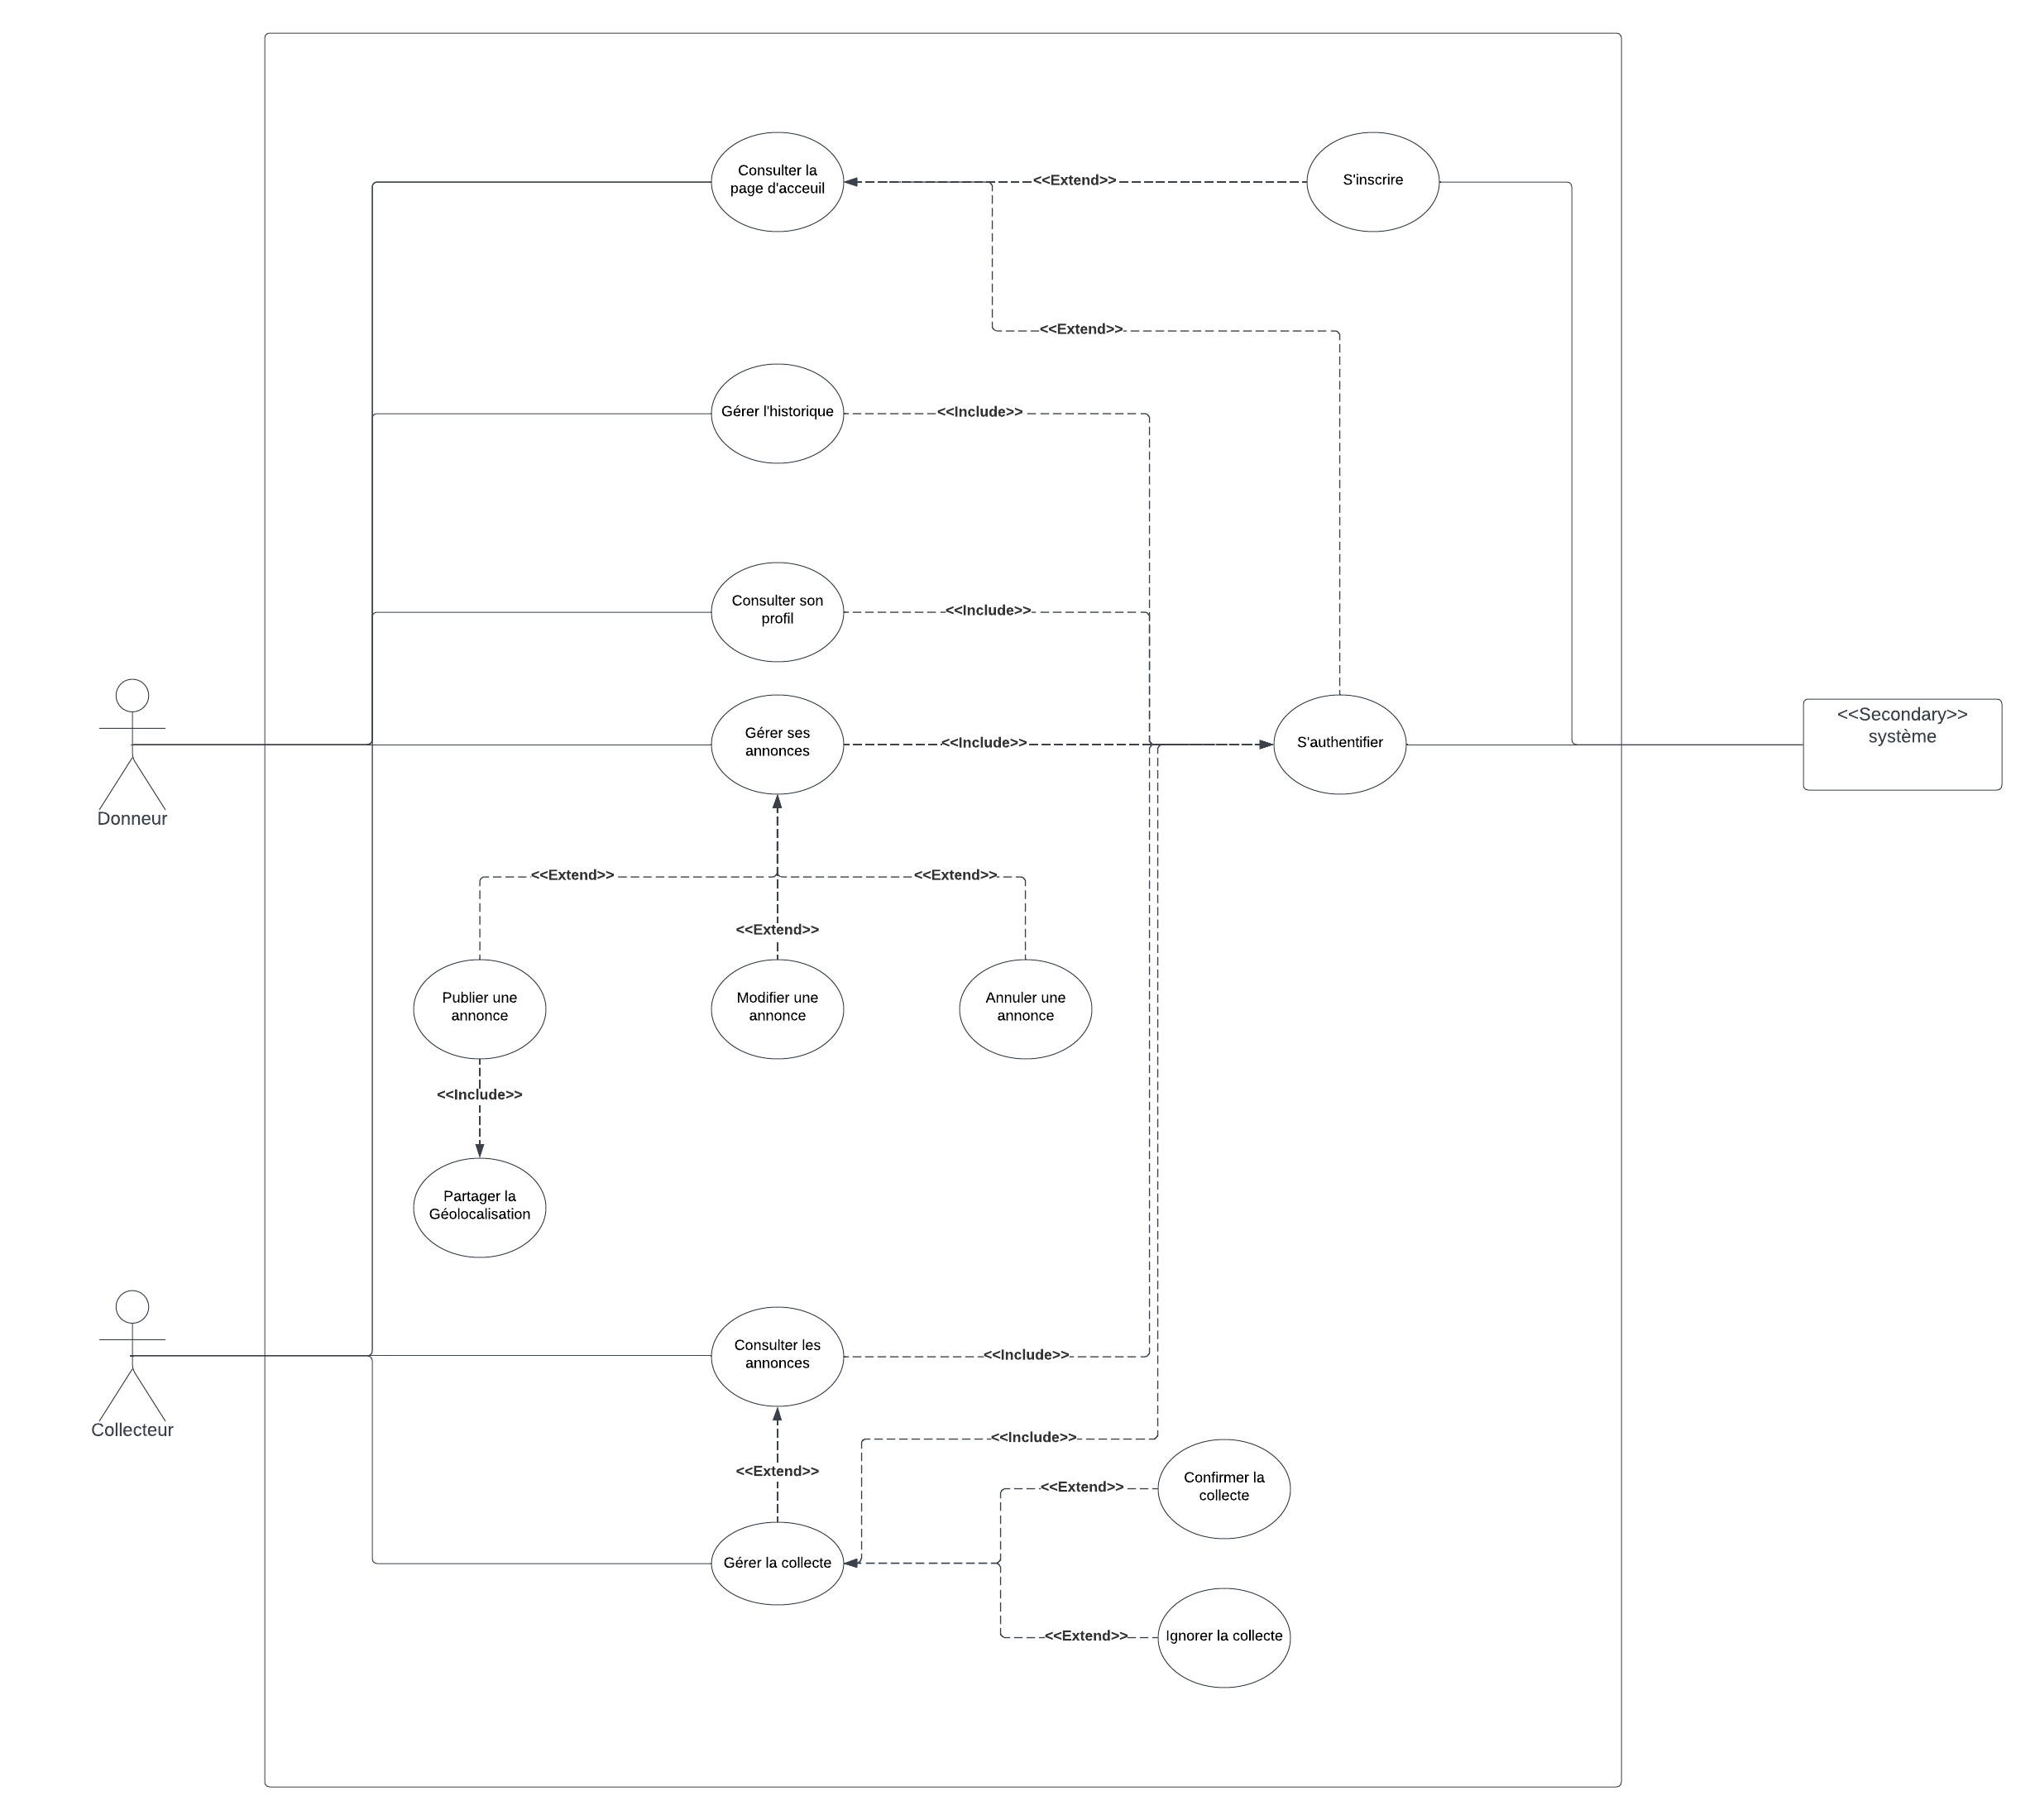 Consulter la
page d'acceuil
<<Extend>>
S'inscrire
<<Extend>>
Gérer l'historique
<<Include>>
Consulter son
profil
<<Include>>
Donneur
Gérer ses
annonces
<<Include>>
S'authentifier
<<Secondary>>
système
<<Extend>>
<<Extend>>
<<Extend>>
Publier une
annonce
Modifier une
annonce
Annuler une
annonce
<<Include>>
Partager la
Géolocalisation
Collecteur
Consulter les
annonces
<<Include>>
<<Include>>
<<Extend>>
<<Extend>>
Confirmer la
collecte
Gérer la collecte
<<Extend>>
Ignorer la collecte